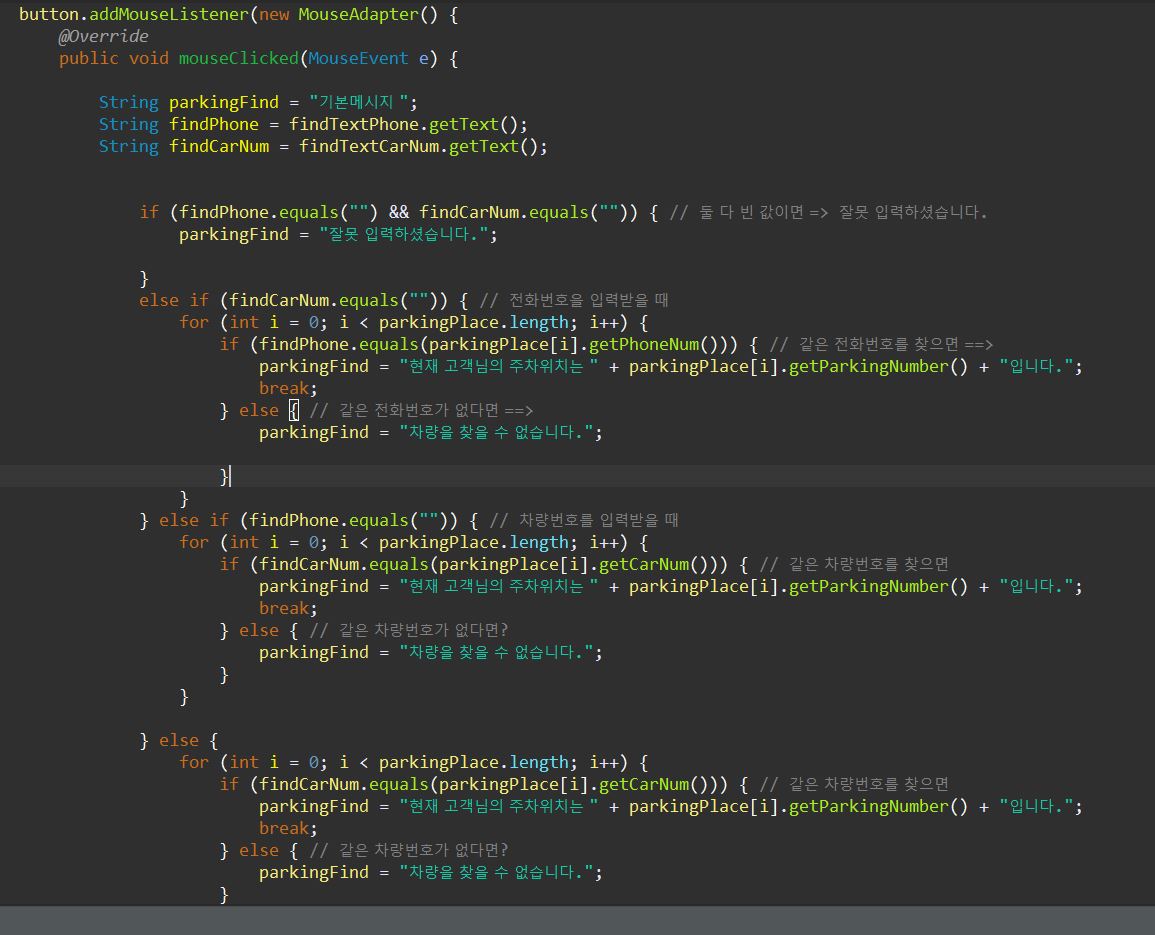 button.addMouseListener(new MouseAdapter() {
@Override
public void mouseClicked(MouseEvent e) {
String parkingFind = "기본메시지 ";
String findPhone = findTextPhone.getText();
String findCarNum = findTextCarNum.getText();
if (findPhone.equals("") && findCarNum.equals("")) { // 둘 다 빈 값이면 => 잘못 입력하셨습니다.
parkingFind = "잘못 입력하셨습니다.";
}
else if (findCarNum.equals("")) { // 전화번호을 입력받을 때
for (int i = 0; i < parkingPlace.length; i++) {
if (findPhone.equals(parkingPlace[i].getPhoneNum())) { // 같은 전화번호를 찾으면 ==>
parkingFind = "현재 고객님의 주차위치는 " + parkingPlace[i].getParkingNumber() + "입니다.";
break;
} else { // 같은 전화번호가 없다면 ==>
parkingFind = "차량을 찾을 수 없습니다.";
}
}
} else if (findPhone.equals("")) { // 차량번호를 입력받을 때
for (int i = 0; i < parkingPlace.length; i++) {
if (findCarNum.equals(parkingPlace[i].getCarNum())) { // 같은 차량번호를 찾으면
parkingFind = "현재 고객님의 주차위치는 " + parkingPlace[i].getParkingNumber() + "입니다.";
break;
} else { // 같은 차량번호가 없다면?
parkingFind = "차량을 찾을 수 없습니다.";
}
}
} else {
for (int i = 0; i < parkingPlace.length; i++) {
if (findCarNum.equals(parkingPlace[i].getCarNum())) { // 같은 차량번호를 찾으면
parkingFind = "현재 고객님의 주차위치는 " + parkingPlace[i].getParkingNumber() + "입니다.";
break;
} else { // 같은 차량번호가 없다면?
parkingFind = "차량을 찾을 수 없습니다.";
}